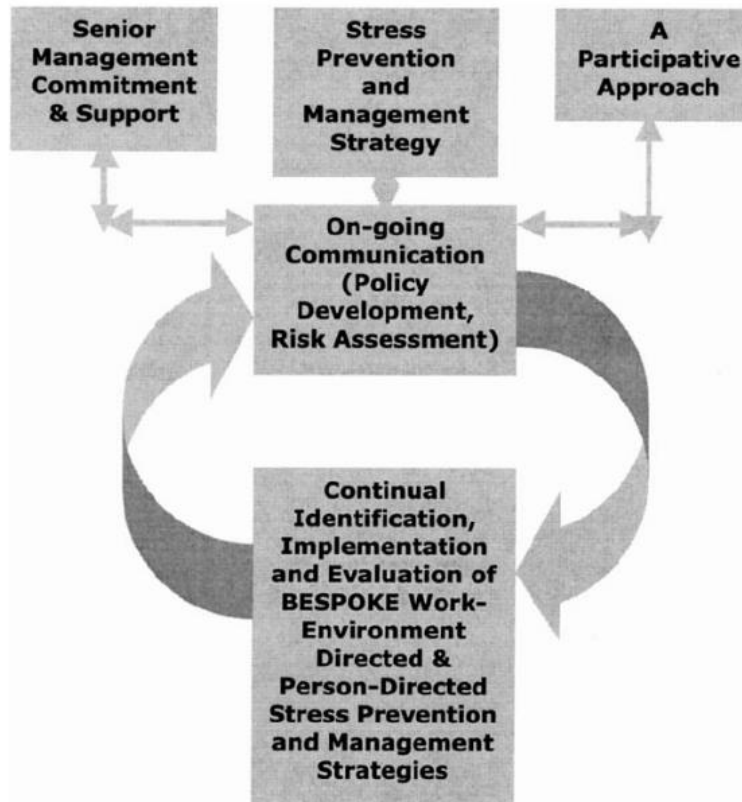 Senior
Management
Commitment
& Support
Stress
Prevention
and
Management
Strategy
A
Participative
Approach
On-going
Communication
(Policy
Development,
Risk Assessment)
Continual
Identification,
Implementation
and Evaluation of
BESPOKE Work-
Environment
Directed &
Person-Directed
Stress Prevention
and Management
Strategies